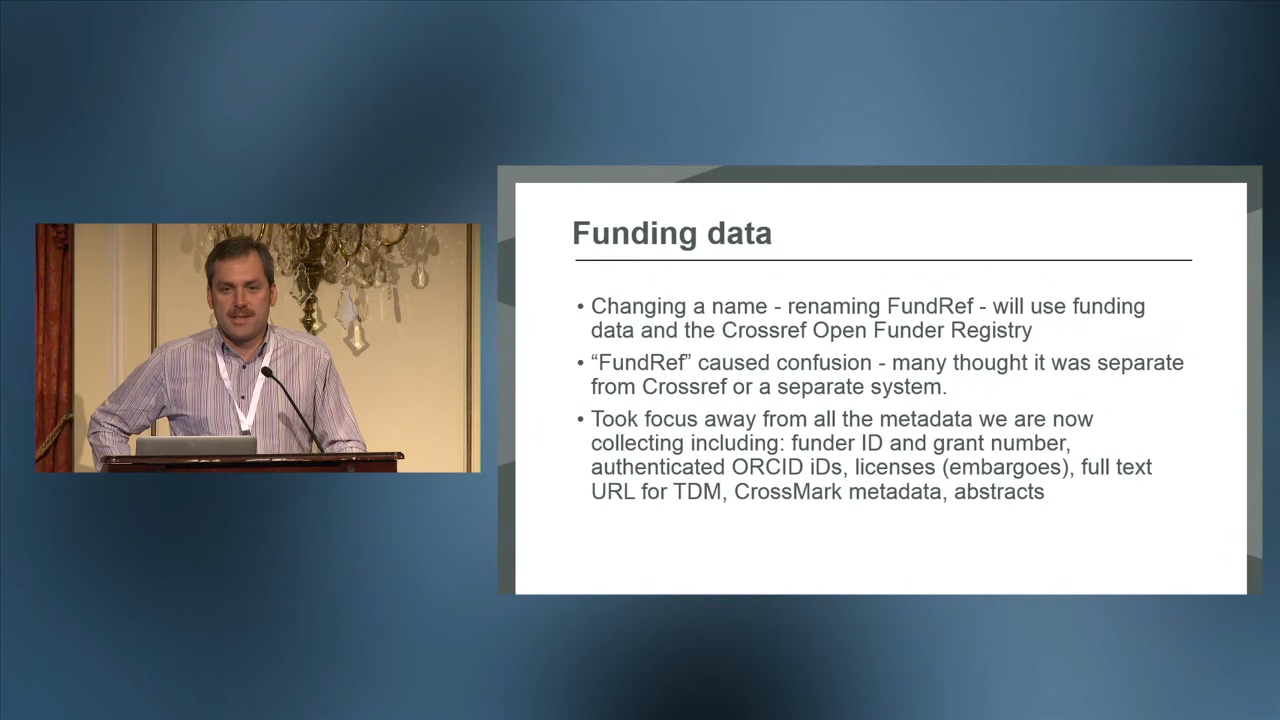 Funding data
• Changing a name - renaming FundRef - will use funding
data and the Crossref Open Funder Registry
• “FundRef” caused confusion - many thought it was separate
from Crossref or a separate system.
• Took focus away from all the metadata we are now
collecting including: funder ID and grant number,
authenticated ORCID iDs, licenses (embargoes), full text
URL for TDM, CrossMark metadata, abstracts